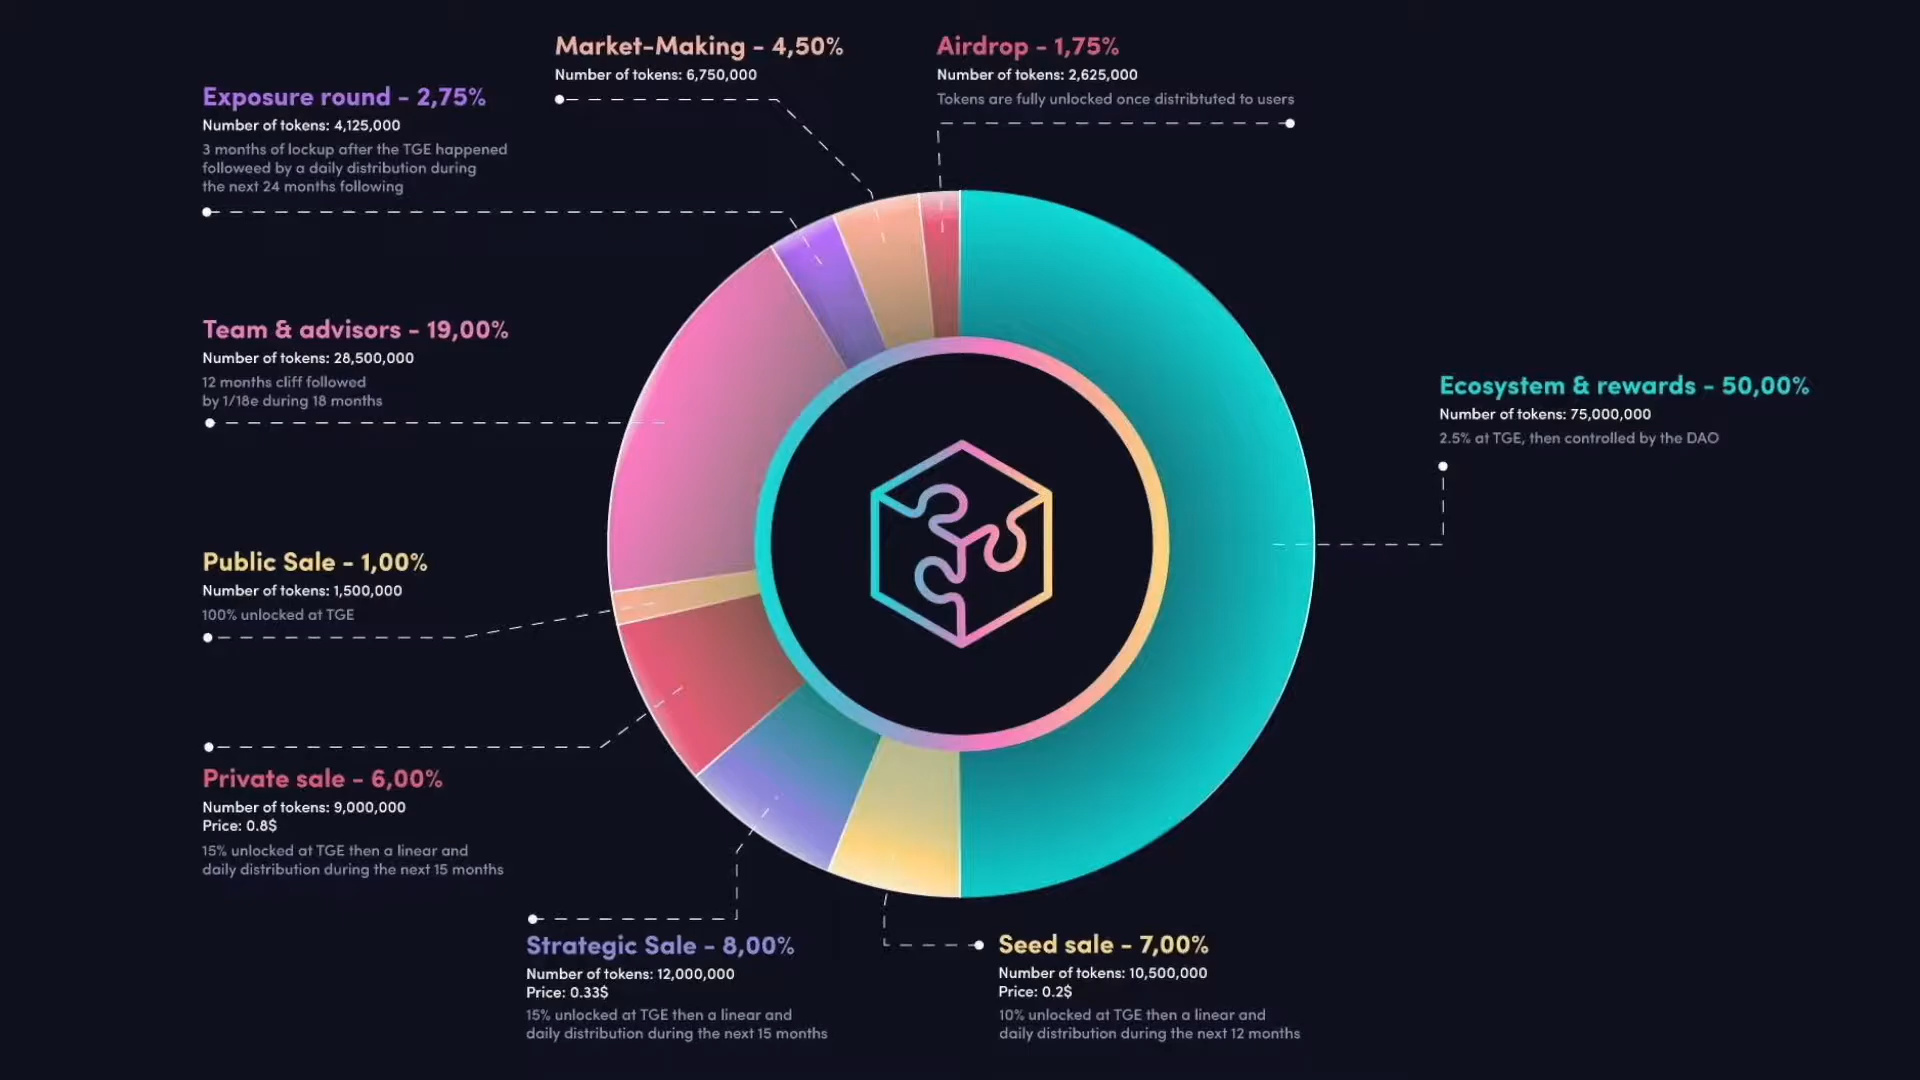 Market-Making - 4,50%
Number of tokens: 6,750,000
Airdrop - 1,75%
Number of tokens: 2,625,000
Tokens are fully unlocked once distribtuted to users
Exposure round - 2,75%
Number of tokens: 4,125,000
3 months of lockup after the TGE happened
followeed by a daily distribution during
the next 24 months following
Team & advisors - 19,00%
Number of tokens: 28,500,000
12 months cliff followed
by 1/18e during 18 months
Ecosystem & rewards - 50,00%
Number of tokens: 75,000,000
2.5% at TGE, then controlled by the DAO
Public Sale - 1,00%
Number of tokens: 1,500,000
100% unlocked at TGE
Private sale - 6,00%
Number of tokens: 9,000,000
Price: 0.8$
15% unlocked at TGE then a linear and
daily distribution during the next 15 months
Strategic Sale - 8,00%
Number of tokens: 12,000,000
Price: 0.33$
15% unlocked at TGE then a linear and
daily distribution during the next 15 months
Seed sale - 7,00%
Number of tokens: 10,500,000
Price: 0.2$
10% unlocked at TGE then a linear and
daily distribution during the next 12 months